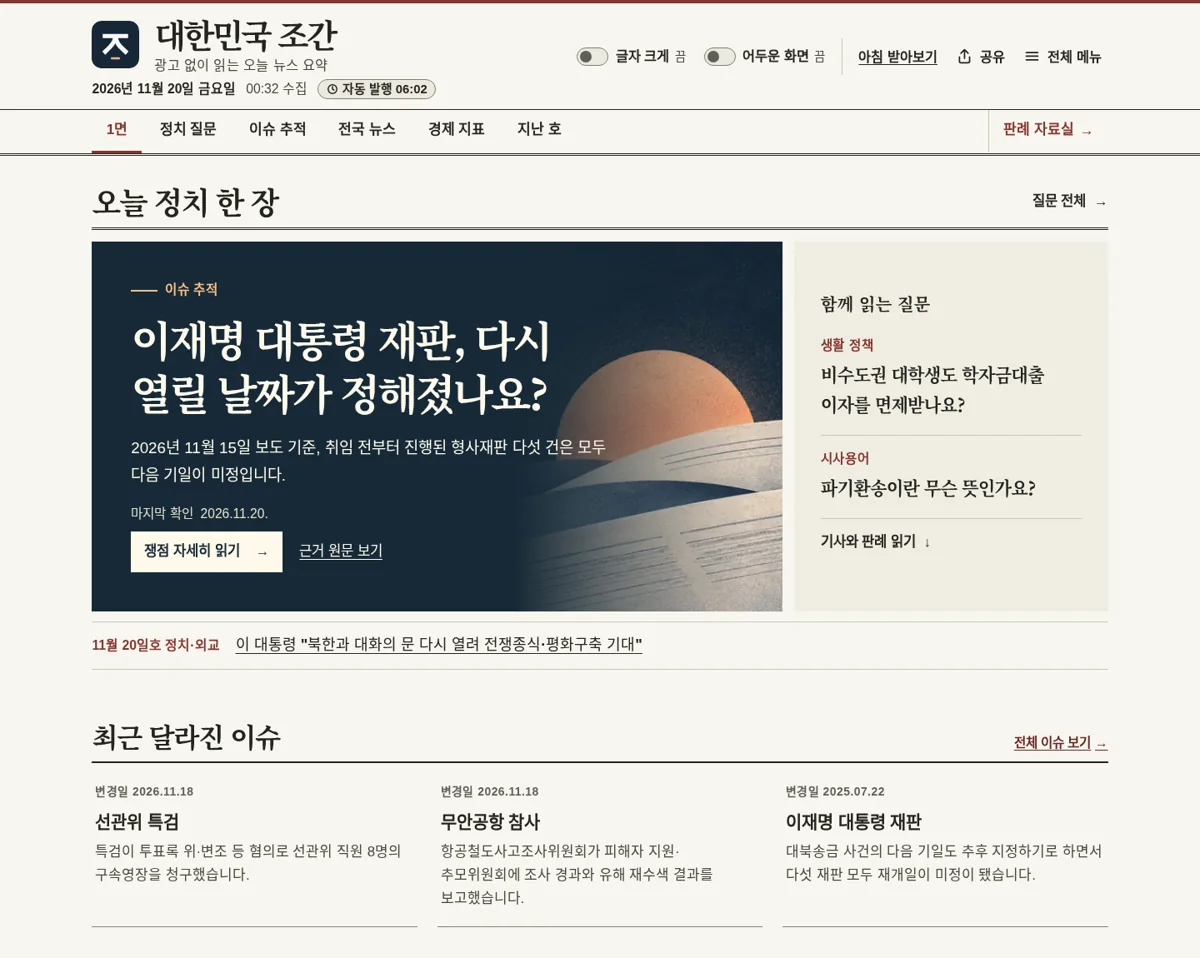 ㅈ
대한민국 조간
광고 없이 읽는 오늘 뉴스 요약
2026년 11월 20일 금요일 00:32 수집 자동 발행 06:02
글자 크게 끔 어두운 화면 끔 아침 받아보기 공유 전체 메뉴
1면 정치 질문 이슈 추적 전국 뉴스 경제 지표 지난 호 판례 자료실 →
오늘 정치 한 장
질문 전체 →
이슈 추적
이재명 대통령 재판, 다시
열릴 날짜가 정해졌나요?
2026년 11월 15일 보도 기준, 취임 전부터 진행된 형사재판 다섯 건은 모두
다음 기일이 미정입니다.
마지막 확인 2026.11.20.
쟁점 자세히 읽기 →
근거 원문 보기
함께 읽는 질문
생활 정책
비수도권 대학생도 학자금대출
이자를 면제받나요?
시사용어
파기환송이란 무슨 뜻인가요?
기사와 판례 읽기 ↓
11월 20일호 정치·외교 이 대통령 "북한과 대화의 문 다시 열려 전쟁종식·평화구축 기대"
최근 달라진 이슈
전체 이슈 보기 →
변경일 2026.11.18
선관위 특검
특검이 투표록 위·변조 등 혐의로 선관위 직원 8명의
구속영장을 청구했습니다.
변경일 2026.11.18
무안공항 참사
항공철도사고조사위원회가 피해자 지원·
추모위원회에 조사 경과와 유해 재수색 결과를
보고했습니다.
변경일 2025.07.22
이재명 대통령 재판
대북송금 사건의 다음 기일도 추후 지정하기로 하면서
다섯 재판 모두 재개일이 미정이 됐습니다.